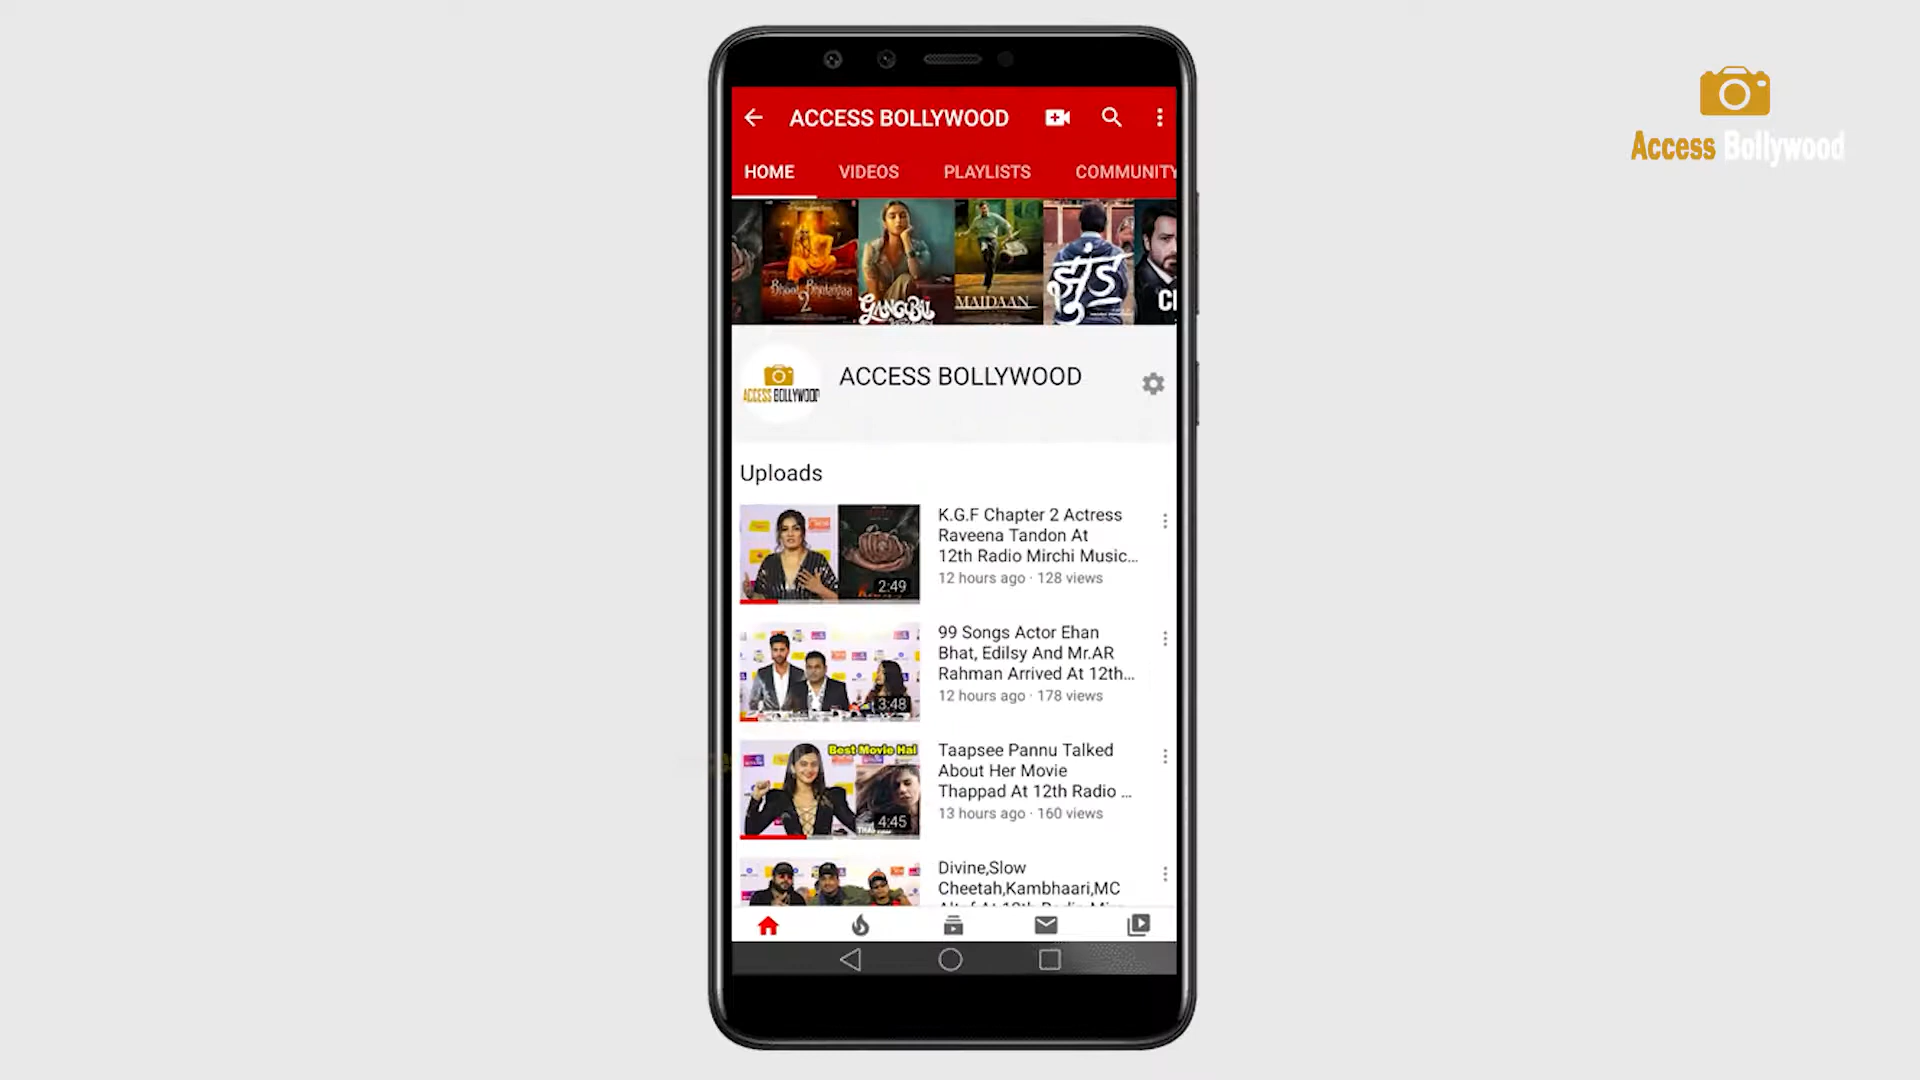 Access Bollywood
ACCESS BOLLYWOOD
HOME VIDEOS PLAYLISTS COMMUNITY
Bhool Bhulaiyaa
2
GANGUBAI
MAIDAAN
झुंड
ACCESS BOLLYWOOD
ACCESS BOLLYWOOD
Uploads
K.G.F Chapter 2 Actress
Raveena Tandon At
12th Radio Mirchi Music...
12 hours ago · 128 views
2:49
99 Songs Actor Ehan
Bhat, Edilsy And Mr.AR
Rahman Arrived At 12th...
12 hours ago · 178 views
3:48
Best Movie Hai
Taapsee Pannu Talked
About Her Movie
Thappad At 12th Radio ...
13 hours ago · 160 views
4:45
Divine,Slow
Cheetah,Kambhaari,MC